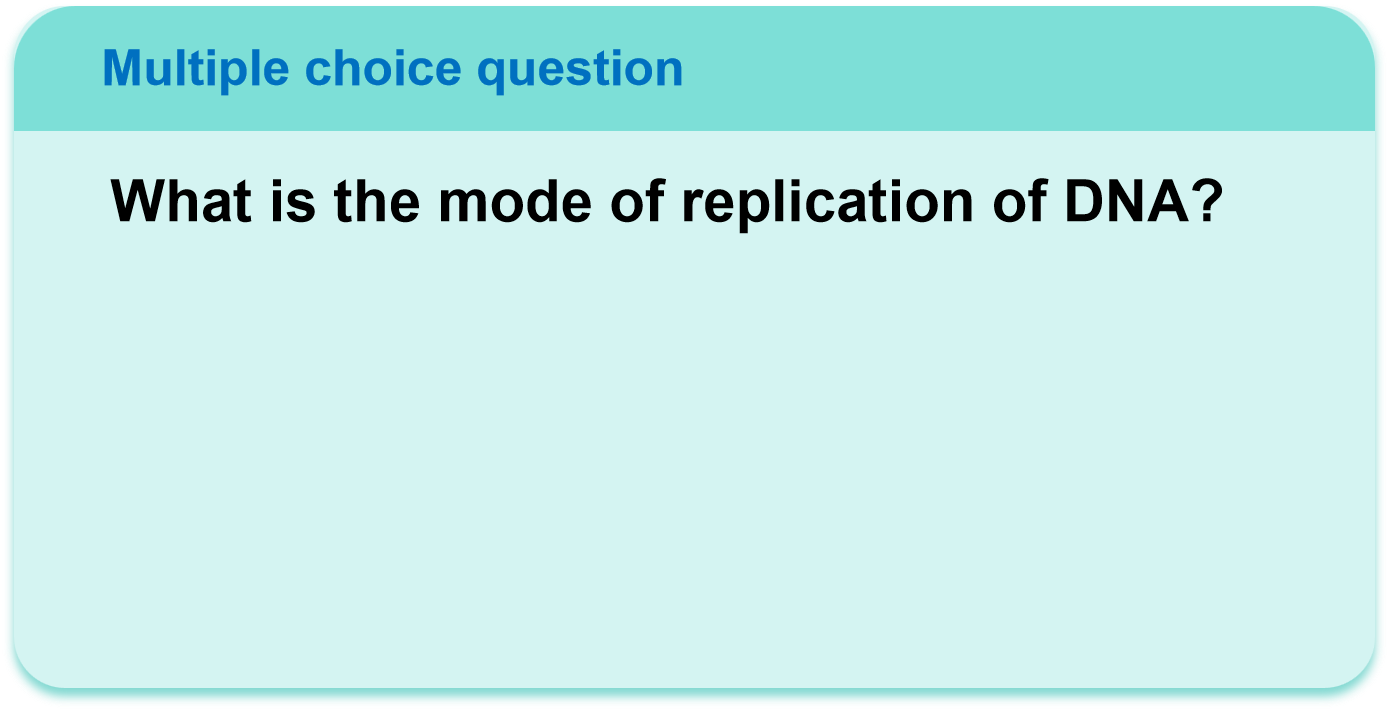 Multiple choice question
What is the mode of replication of DNA?